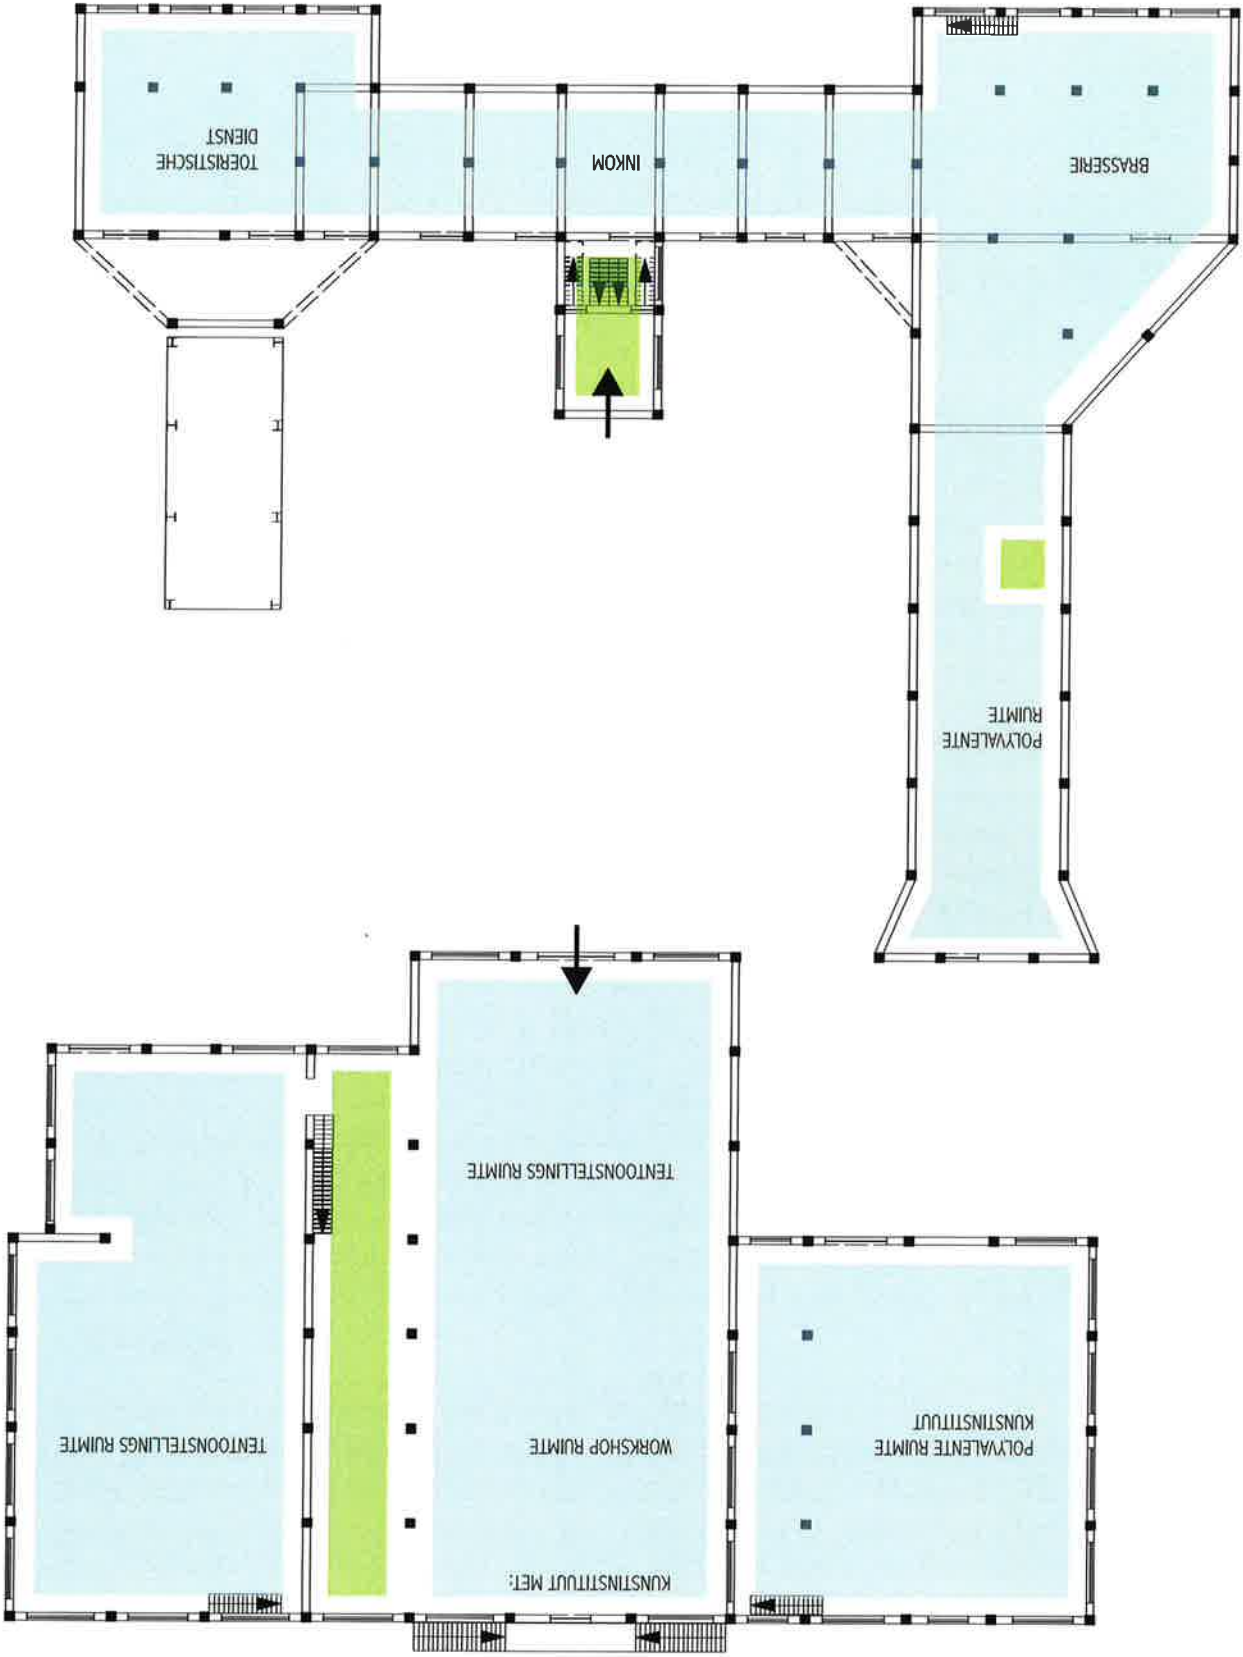 KUNSTINSTITUUT MET:
POLYVALENTE RUIMTE
KUNSTINSTITUUT
WORKSHOP RUIMTE
TENTOONSTELLINGS RUIMTE
TENTOONSTELLINGS RUIMTE
POLYVALENTE
RUIMTE
BRASSERIE
INKOM
TOERISTISCHE
DIENST